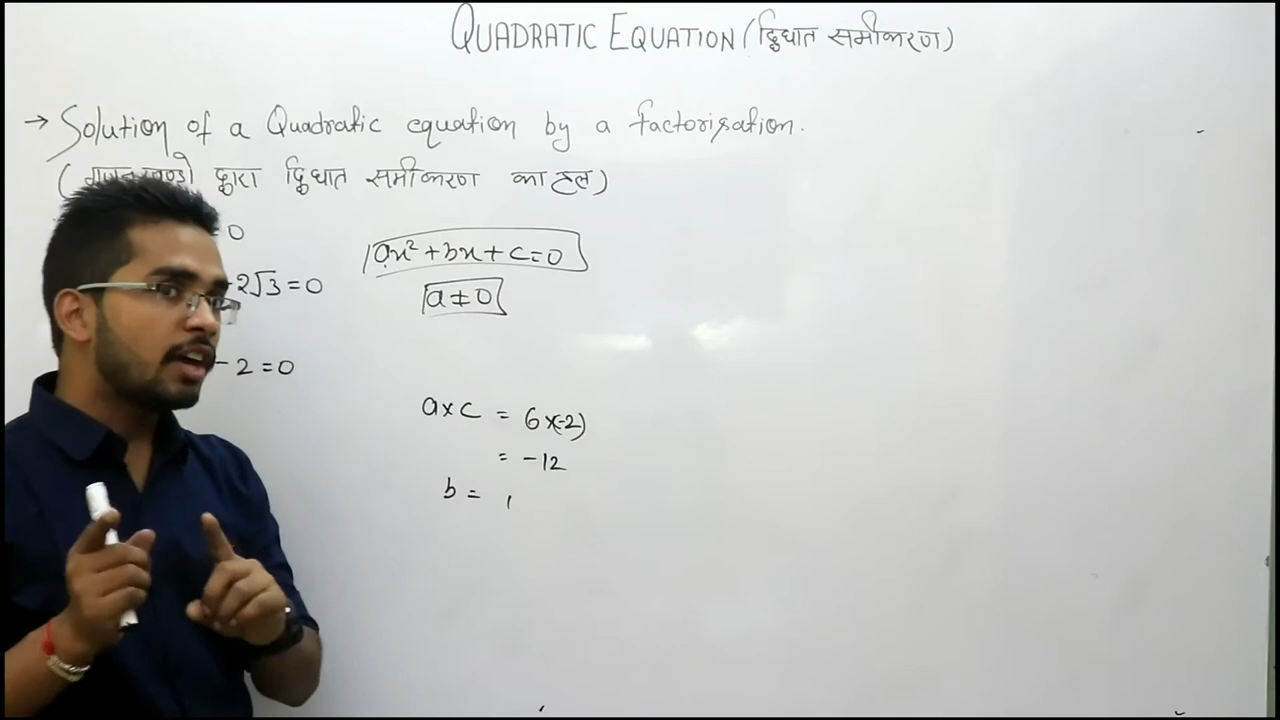 QUADRATIC EQUATION (द्विघात समीकरण)
→ Solution of a Quadratic equation by a factorisation.
द्वारा द्विघात समीकरण का हल)
0
ax² + bx + c = 0
- 2√3 = 0
a ≠ 0
- 2 = 0
a x c = 6 x (-2)
= -12
b = 1